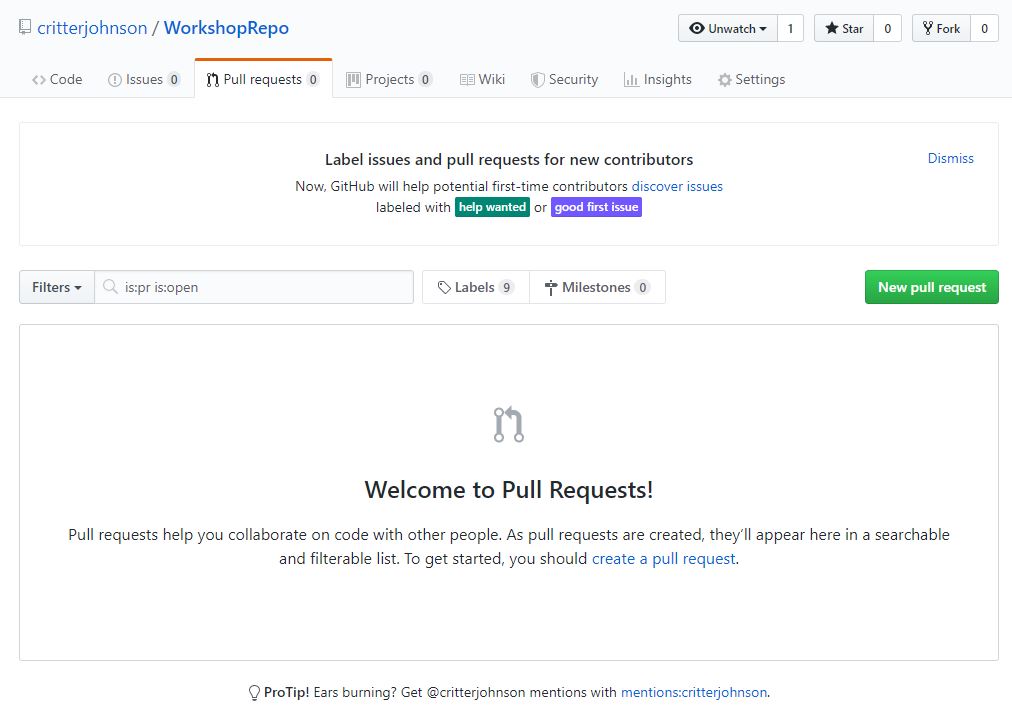 critterjohnson / WorkshopRepo
Unwatch 1 Star 0 Fork 0
Code Issues 0 Pull requests 0 Projects 0 Wiki Security Insights Settings
Label issues and pull requests for new contributors
Dismiss
Now, GitHub will help potential first-time contributors discover issues
labeled with help wanted or good first issue
Filters is:pr is:open Labels 9 Milestones 0 New pull request
Welcome to Pull Requests!
Pull requests help you collaborate on code with other people. As pull requests are created, they’ll appear here in a searchable
and filterable list. To get started, you should create a pull request.
ProTip! Ears burning? Get @critterjohnson mentions with mentions:critterjohnson.